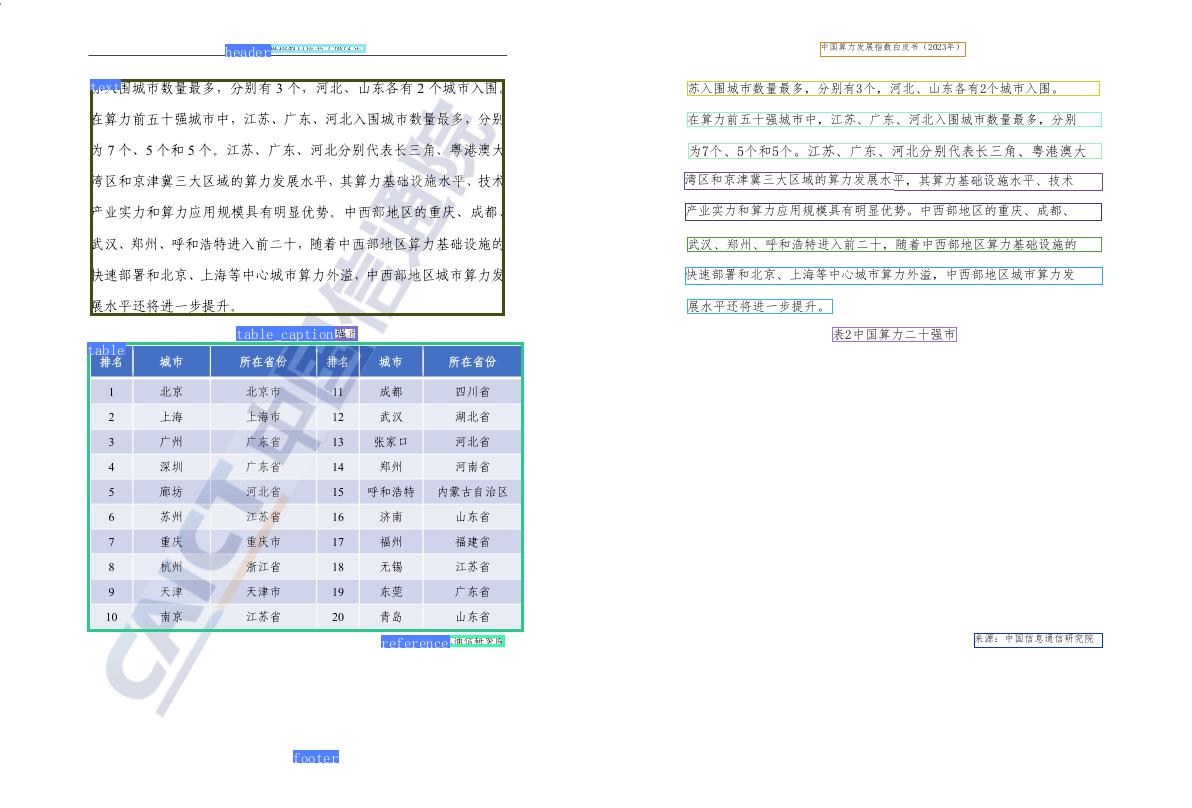 header
text
苏入围城市数量最多，分别有 3 个，河北、山东各有 2 个城市入围。
在算力前五十强城市中，江苏、广东、河北入围城市数量最多，分别
为 7 个、5 个和 5 个。江苏、广东、河北分别代表长三角、粤港澳大
湾区和京津冀三大区域的算力发展水平，其算力基础设施水平、技术
产业实力和算力应用规模具有明显优势。中西部地区的重庆、成都、
武汉、郑州、呼和浩特进入前二十，随着中西部地区算力基础设施的
快速部署和北京、上海等中心城市算力外溢，中西部地区城市算力发
展水平还将进一步提升。
table_caption 强市
table
排名 城市 所在省份 排名 城市 所在省份
1 北京 北京市 11 成都 四川省
2 上海 上海市 12 武汉 湖北省
3 广州 广东省 13 张家口 河北省
4 深圳 广东省 14 郑州 河南省
5 廊坊 河北省 15 呼和浩特 内蒙古自治区
6 苏州 江苏省 16 济南 山东省
7 重庆 重庆市 17 福州 福建省
8 杭州 浙江省 18 无锡 江苏省
9 天津 天津市 19 东莞 广东省
10 南京 江苏省 20 青岛 山东省
reference 通信研究院
footer
CAICT 中国信通院
中国算力发展指数白皮书（2023年）
苏入围城市数量最多，分别有3个，河北、山东各有2个城市入围。
在算力前五十强城市中，江苏、广东、河北入围城市数量最多，分别
为7个、5个和5个。江苏、广东、河北分别代表长三角、粤港澳大
湾区和京津冀三大区域的算力发展水平，其算力基础设施水平、技术
产业实力和算力应用规模具有明显优势。中西部地区的重庆、成都、
武汉、郑州、呼和浩特进入前二十，随着中西部地区算力基础设施的
快速部署和北京、上海等中心城市算力外溢，中西部地区城市算力发
展水平还将进一步提升。
表2中国算力二十强市
来源：中国信息通信研究院